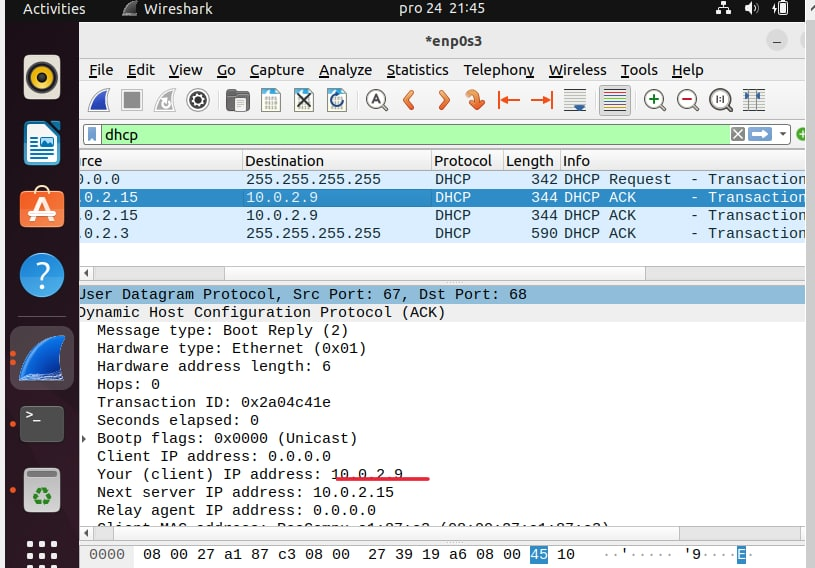 Activities Wireshark pro 24 21:45
*enp0s3
File Edit View Go Capture Analyze Statistics Telephony Wireless Tools Help
dhcp
rce Destination Protocol Length Info
.0.0 255.255.255.255 DHCP 342 DHCP Request - Transaction
.0.2.15 10.0.2.9 DHCP 344 DHCP ACK - Transaction
.0.2.15 10.0.2.9 DHCP 344 DHCP ACK - Transaction
.0.2.3 255.255.255.255 DHCP 590 DHCP ACK - Transaction
User Datagram Protocol, Src Port: 67, Dst Port: 68
Dynamic Host Configuration Protocol (ACK)
Message type: Boot Reply (2)
Hardware type: Ethernet (0x01)
Hardware address length: 6
Hops: 0
Transaction ID: 0x2a04c41e
Seconds elapsed: 0
Bootp flags: 0x0000 (Unicast)
Client IP address: 0.0.0.0
Your (client) IP address: 10.0.2.9
Next server IP address: 10.0.2.15
Relay agent IP address: 0.0.0.0
Client MAC address: PcsCompu_a1:87:c3 (08:00:27:a1:87:c3)
0000 08 00 27 a1 87 c3 08 00 27 39 19 a6 08 00 45 10 ··'····· '9····E·